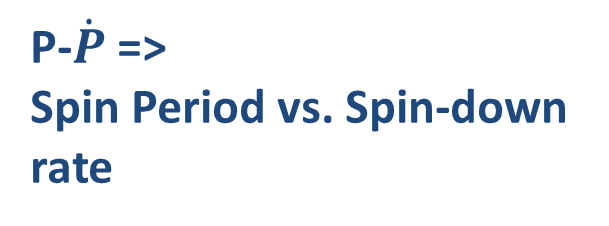 P-Ṗ =>
Spin Period vs. Spin-down
rate